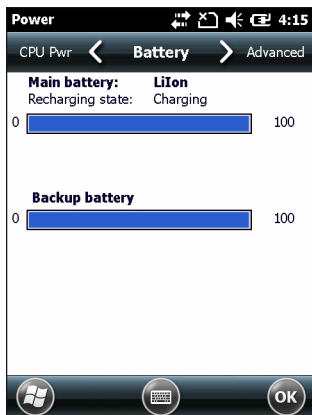 Power 4:15
CPU Pwr Battery Advanced
Main battery: LiIon
Recharging state: Charging
0 100
Backup battery
0 100
OK